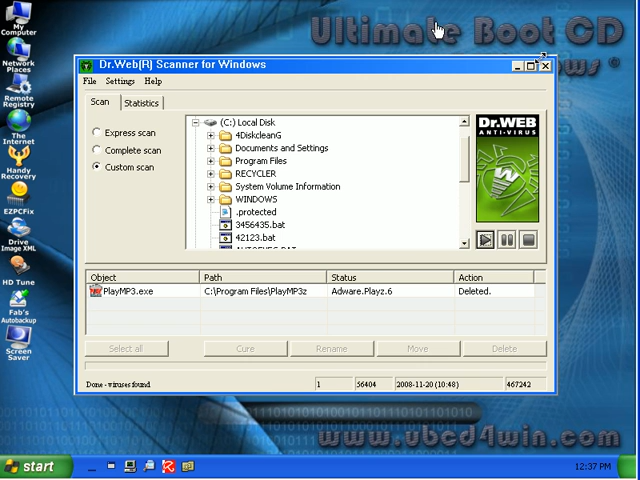 My Computer
Network Places
Remote Registry
The Internet
Handy Recovery
EZPCFix
Drive Image XML
HD Tune
Fab's Autobackup
Screen Saver
Ultimate Boot CD
ows ®
Dr.Web(R) Scanner for Windows
File Settings Help
Scan Statistics
Express scan
Complete scan
Custom scan
(C:) Local Disk
4DiskcleanG
Documents and Settings
Program Files
RECYCLER
System Volume Information
WINDOWS
.protected
3456435.bat
42123.bat
Dr.WEB
ANTI-VIRUS
Object Path Status Action
PlayMP3.exe C:\Program Files\PlayMP3z Adware.Playz.6 Deleted.
Select all Cure Rename Move Delete
Done - viruses found 1 56404 2008-11-20 (10:48) 467242
www.ubcd4win.com
start 12:37 PM